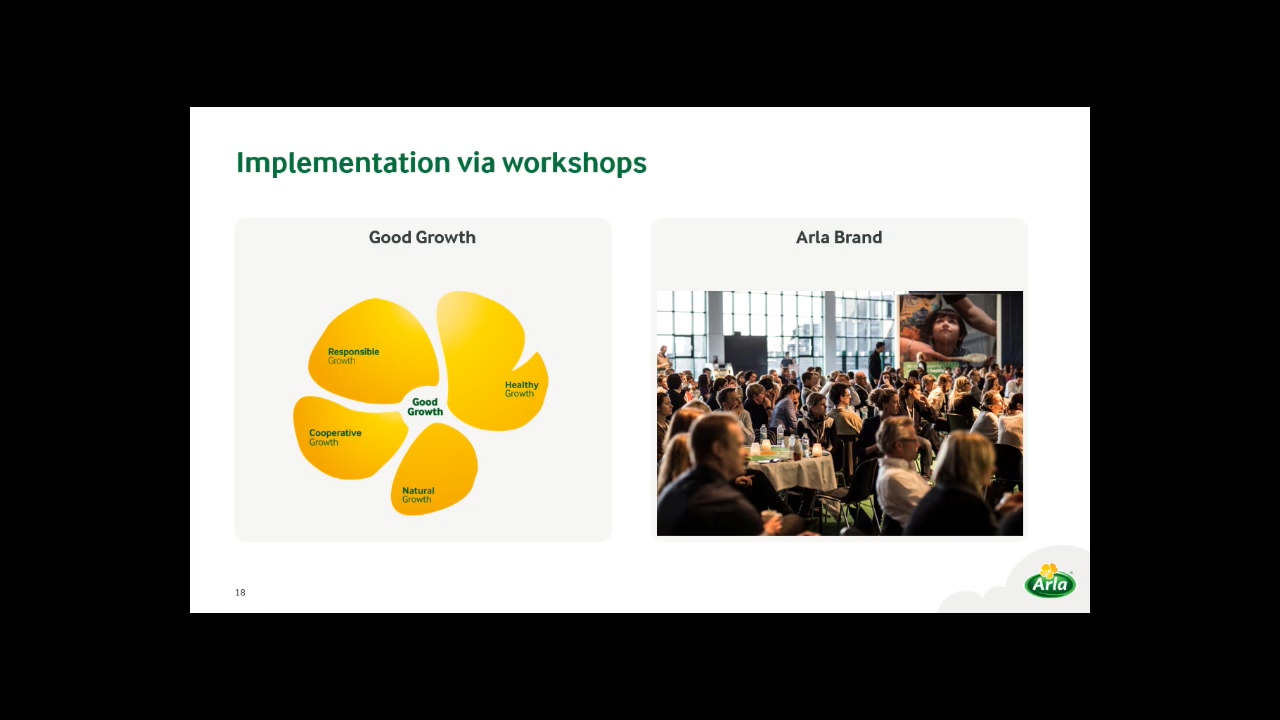 Implementation via workshops
Good Growth
Responsible
Growth
Healthy
Growth
Good
Growth
Cooperative
Growth
Natural
Growth
Arla Brand
18
Arla